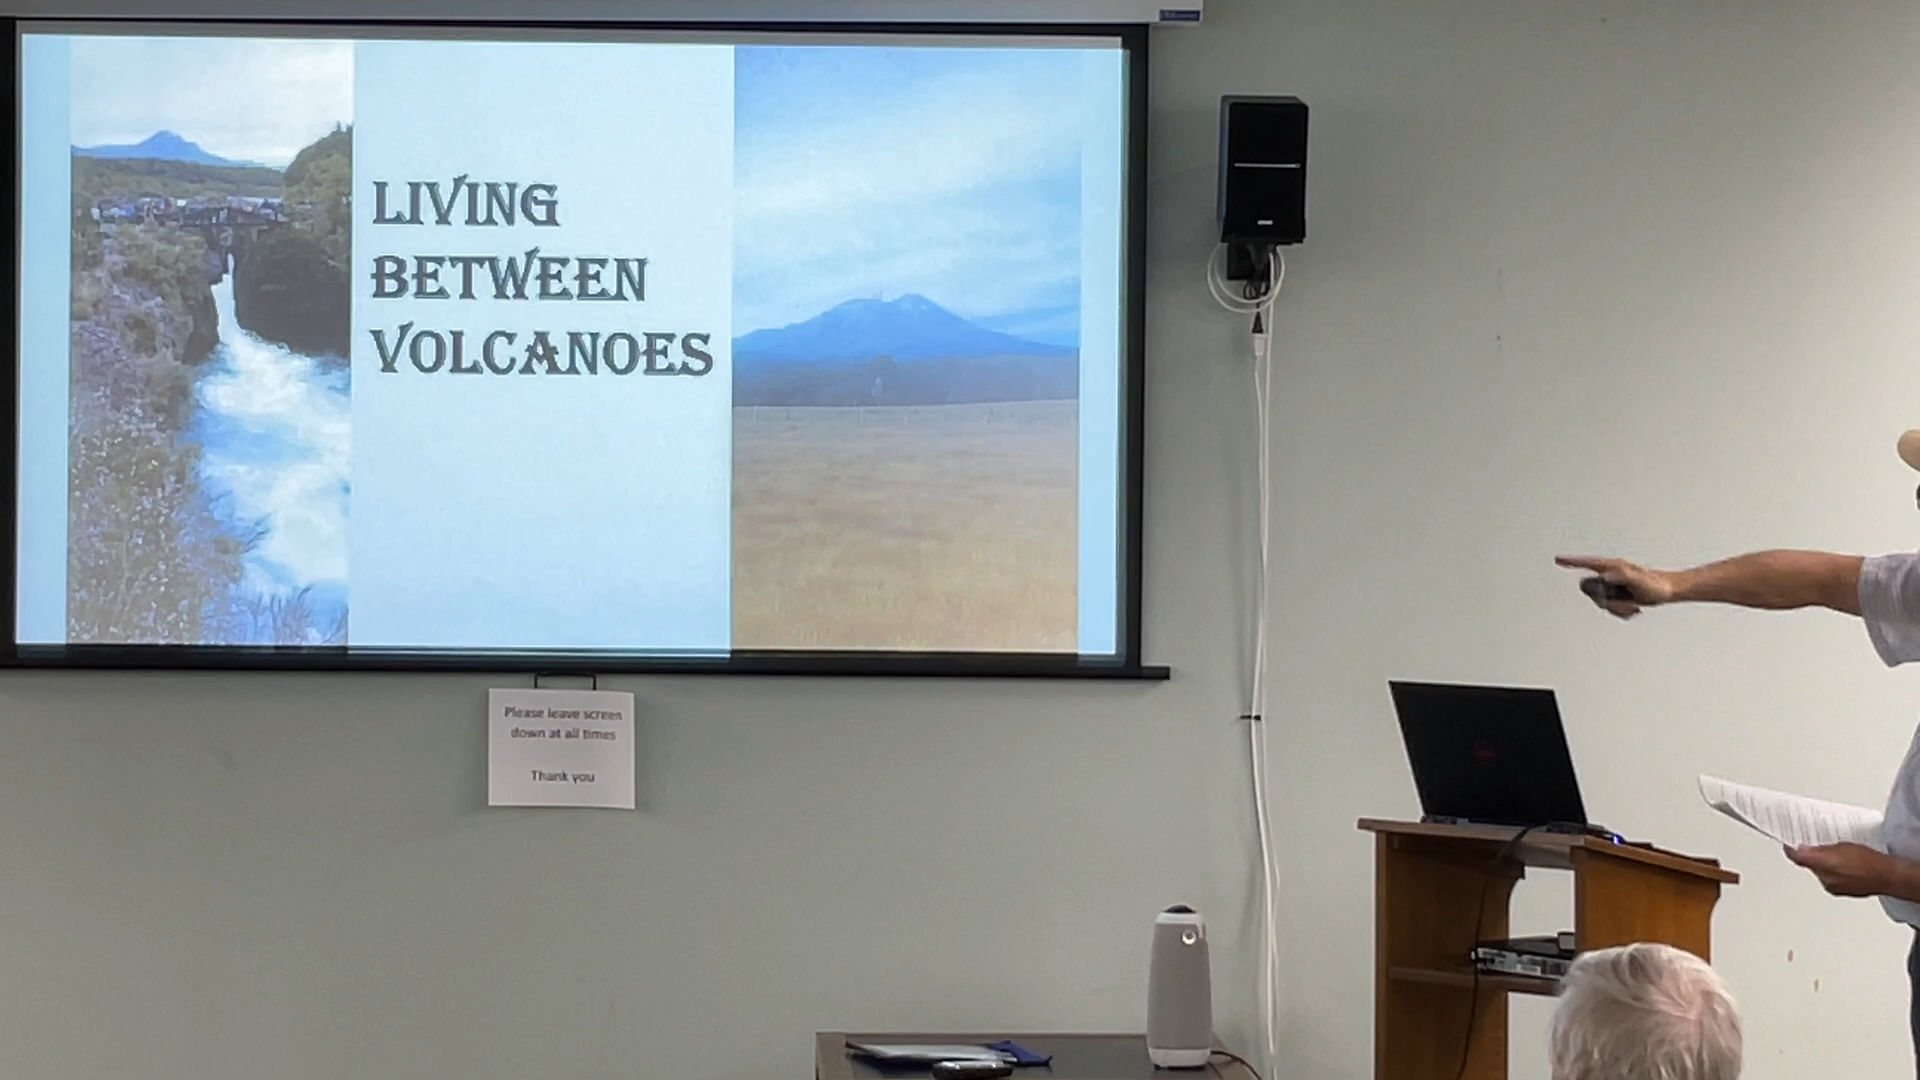 LIVING
BETWEEN
VOLCANOES
Please leave screen
down at all times
Thank you